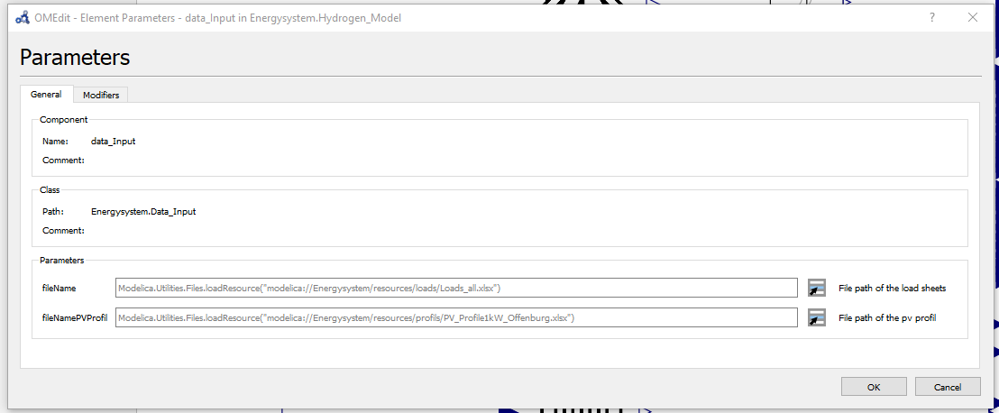 OMEdit - Element Parameters - data_Input in Energysystem.Hydrogen_Model
Parameters
General Modifiers
Component
Name: data_Input
Comment:
Class
Path: Energysystem.Data_Input
Comment:
Parameters
fileName Modelica.Utilities.Files.loadResource("modelica://Energysystem/resources/loads/Loads_all.xlsx") File path of the load sheets
fileNamePVProfil Modelica.Utilities.Files.loadResource("modelica://Energysystem/resources/profils/PV_Profile1kW_Offenburg.xlsx") File path of the pv profil
OK Cancel